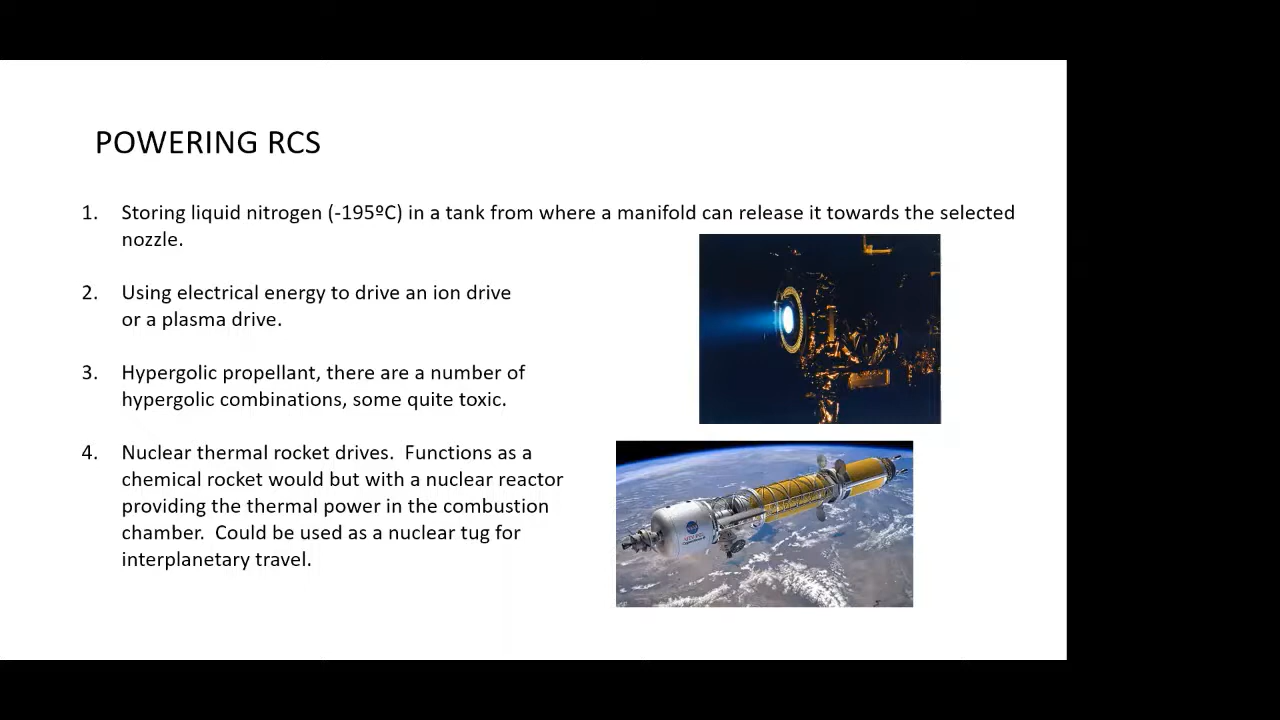 POWERING RCS
1. Storing liquid nitrogen (-195ºC) in a tank from where a manifold can release it towards the selected
nozzle.
2. Using electrical energy to drive an ion drive
or a plasma drive.
3. Hypergolic propellant, there are a number of
hypergolic combinations, some quite toxic.
4. Nuclear thermal rocket drives. Functions as a
chemical rocket would but with a nuclear reactor
providing the thermal power in the combustion
chamber. Could be used as a nuclear tug for
interplanetary travel.